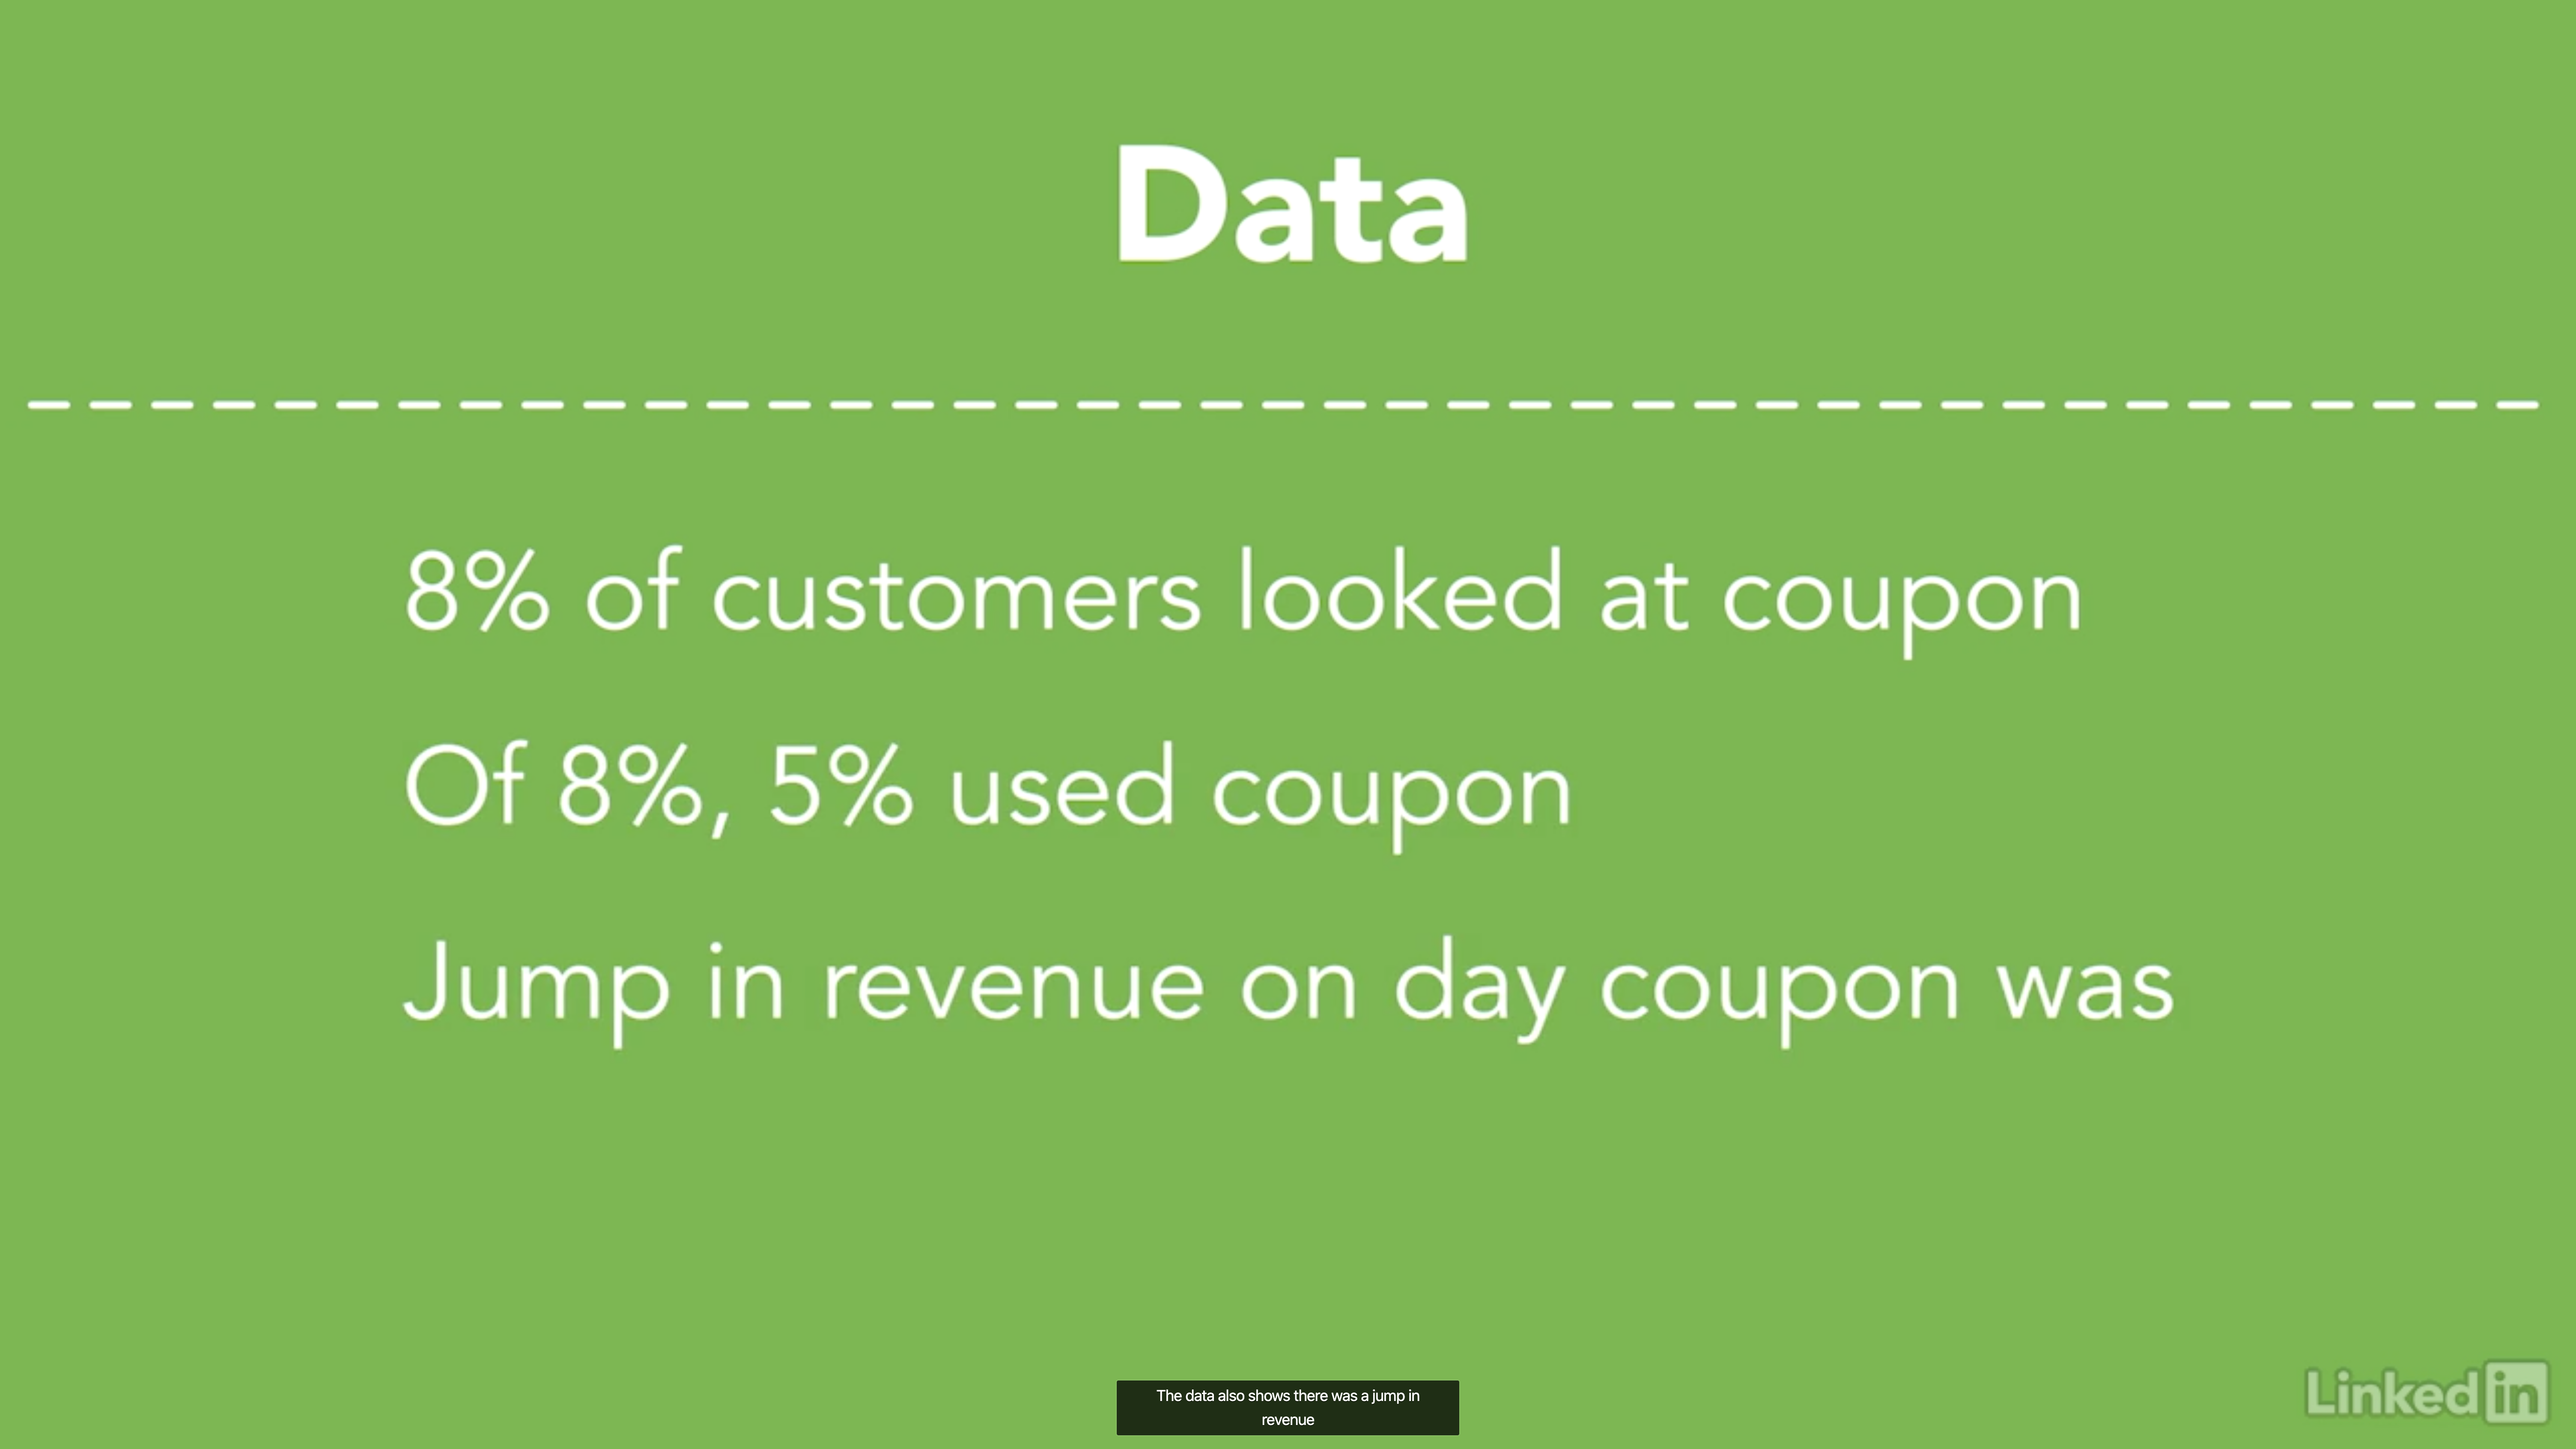 Data
8% of customers looked at coupon
Of 8%, 5% used coupon
Jump in revenue on day coupon was
The data also shows there was a jump in
revenue
LinkedIn